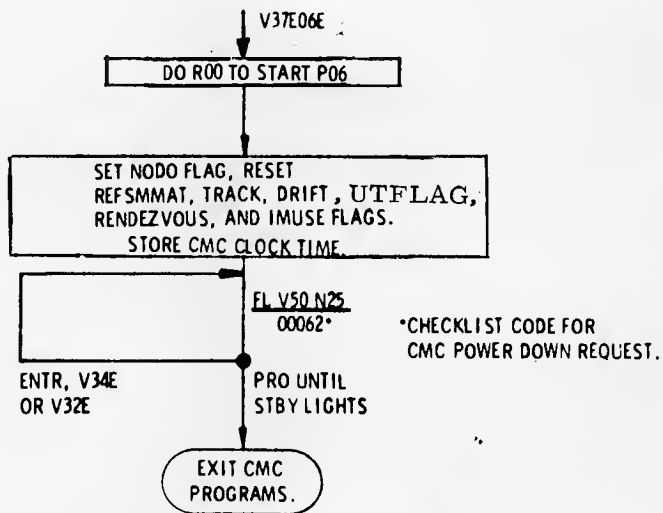 V37E06E
DO R00 TO START P06
SET NODO FLAG, RESET
REFSMMAT, TRACK, DRIFT, UTFLAG,
RENDEZVOUS, AND IMUSE FLAGS.
STORE CMC CLOCK TIME.
FL V50 N25
00062*
*CHECKLIST CODE FOR
CMC POWER DOWN REQUEST.
ENTR, V34E
OR V32E
PRO UNTIL
STBY LIGHTS
EXIT CMC
PROGRAMS.